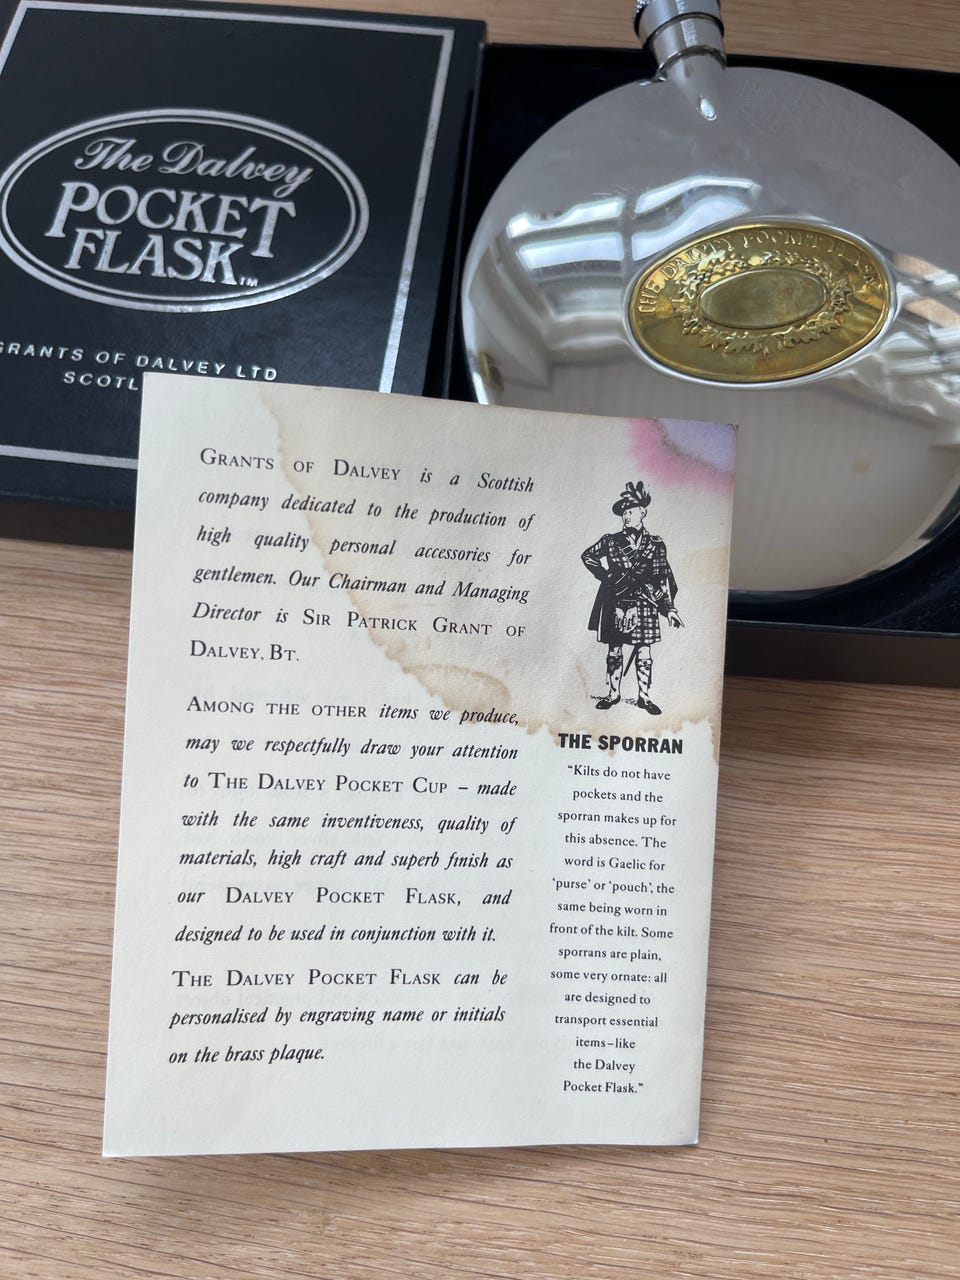 The Dalvey
POCKET
FLASK™
GRANTS OF DALVEY LTD
THE DALVEY POCKET FLASK
GRANTS OF DALVEY is a Scottish
company dedicated to the production of
high quality personal accessories for
gentlemen. Our Chairman and Managing
Director is SIR PATRICK GRANT OF
DALVEY, BT.
AMONG THE OTHER items we produce,
may we respectfully draw your attention
to THE DALVEY POCKET CUP – made
with the same inventiveness, quality of
materials, high craft and superb finish as
our DALVEY POCKET FLASK, and
designed to be used in conjunction with it.
THE DALVEY POCKET FLASK can be
personalised by engraving name or initials
on the brass plaque.
THE SPORRAN
“Kilts do not have
pockets and the
sporran makes up for
this absence. The
word is Gaelic for
‘purse’ or ‘pouch’, the
same being worn in
front of the kilt. Some
sporrans are plain,
some very ornate: all
are designed to
transport essential
items–like
the Dalvey
Pocket Flask.”